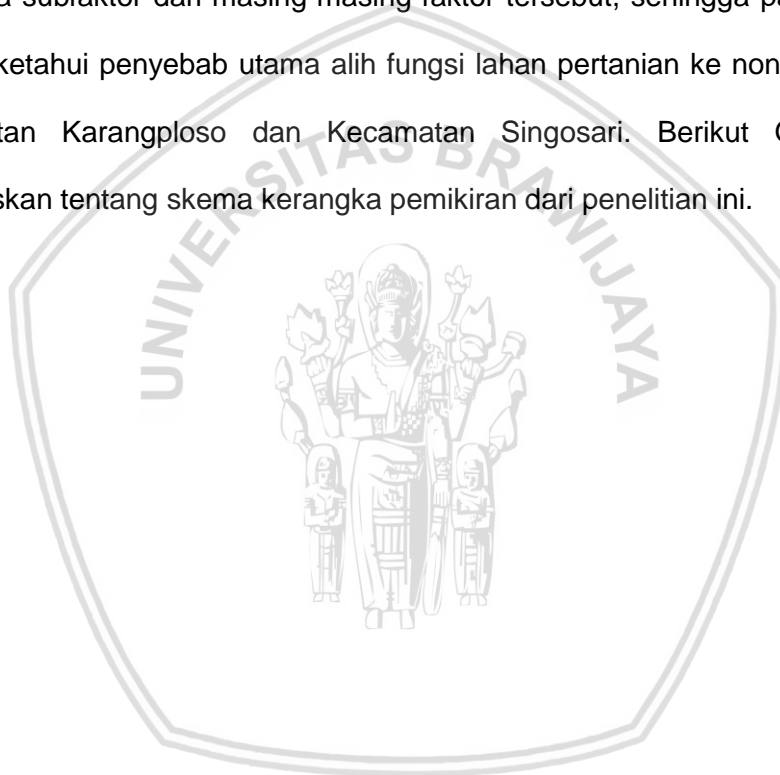 subfaktor dari masing-masing faktor tersebut, sehingga
ketahui penyebab utama alih fungsi lahan pertanian ke non
tan Karangploso dan Kecamatan Singosari. Berikut
skan tentang skema kerangka pemikiran dari penelitian ini.
UNIVERSITAS BRAWIJAYA